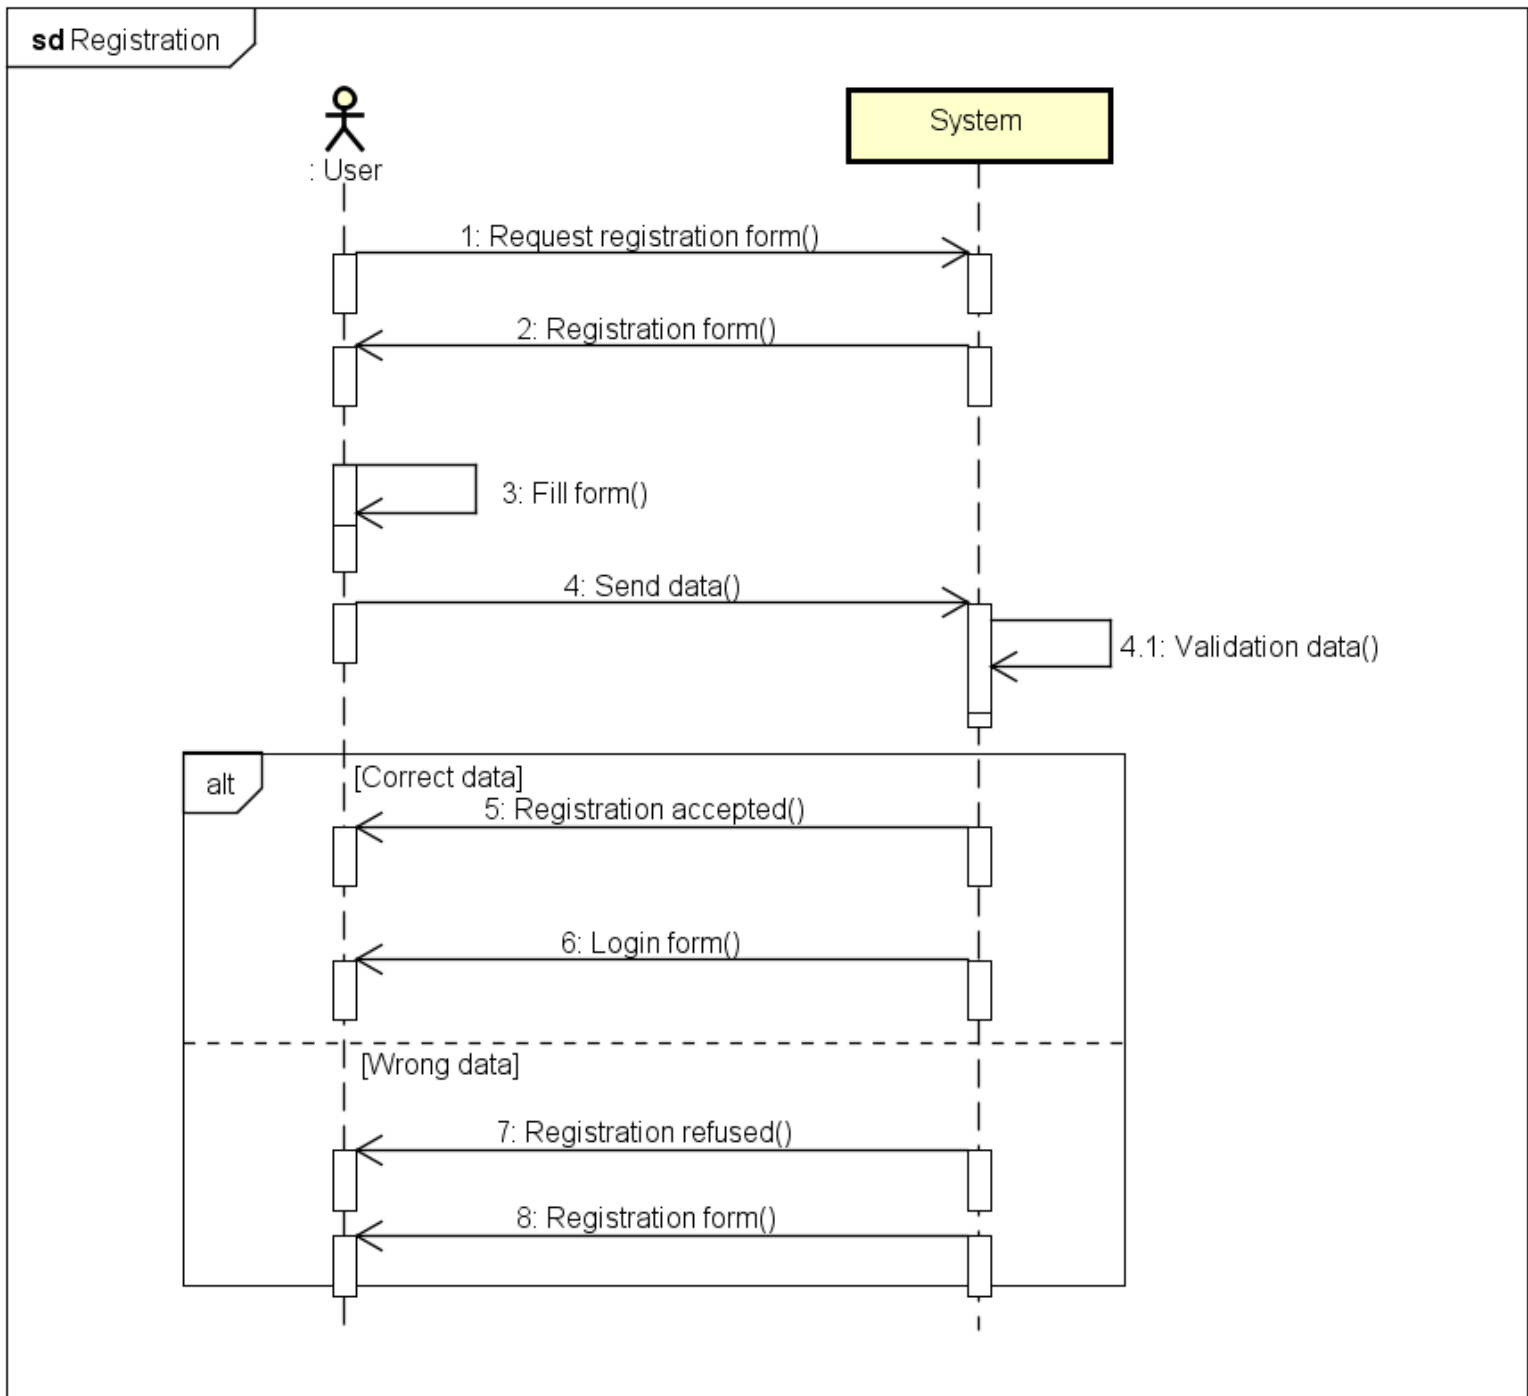 sd Registration
: User
System
1: Request registration form()
2: Registration form()
3: Fill form()
4: Send data()
4.1: Validation data()
alt
[Correct data]
5: Registration accepted()
6: Login form()
[Wrong data]
7: Registration refused()
8: Registration form()